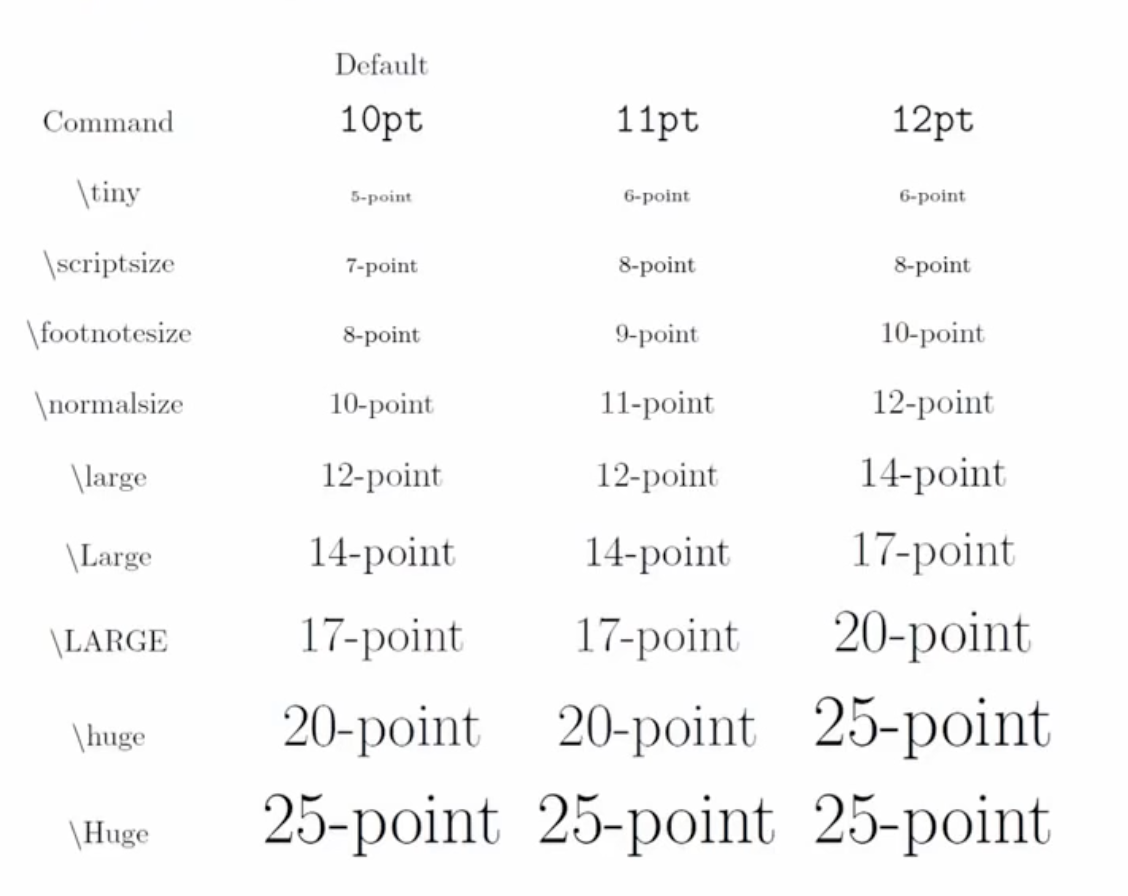 Default
Command 10pt 11pt 12pt
\tiny 5-point 6-point 6-point
\scriptsize 7-point 8-point 8-point
\footnotesize 8-point 9-point 10-point
\normalsize 10-point 11-point 12-point
\large 12-point 12-point 14-point
\Large 14-point 14-point 17-point
\LARGE 17-point 17-point 20-point
\huge 20-point 20-point 25-point
\Huge 25-point 25-point 25-point